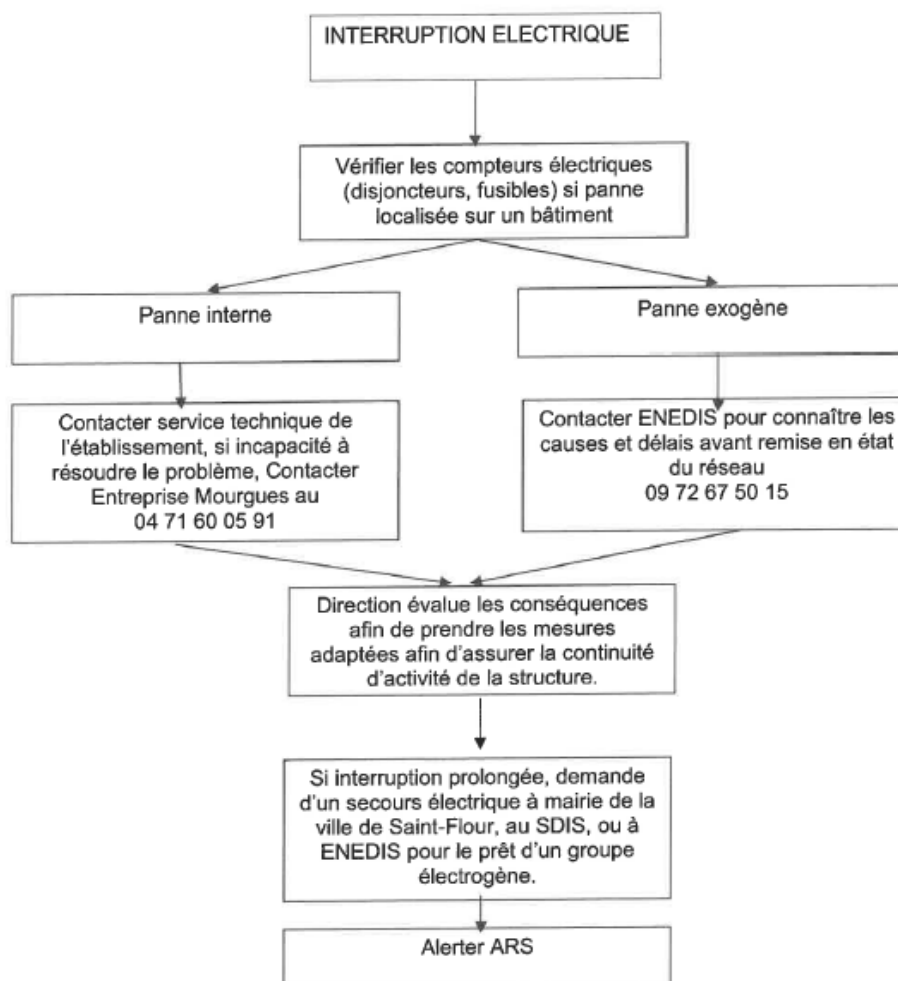 INTERRUPTION ELECTRIQUE
Vérifier les compteurs électriques
(disjoncteurs, fusibles) si panne
localisée sur un bâtiment
Panne interne
Panne exogène
Contacter service technique de
l'établissement, si incapacité à
résoudre le problème, Contacter
Entreprise Mourgues au
04 71 60 05 91
Contacter ENEDIS pour connaître les
causes et délais avant remise en état
du réseau
09 72 67 50 15
Direction évalue les conséquences
afin de prendre les mesures
adaptées afin d'assurer la continuité
d'activité de la structure.
Si interruption prolongée, demande
d'un secours électrique à mairie de la
ville de Saint-Flour, au SDIS, ou à
ENEDIS pour le prêt d'un groupe
électrogène.
Alerter ARS